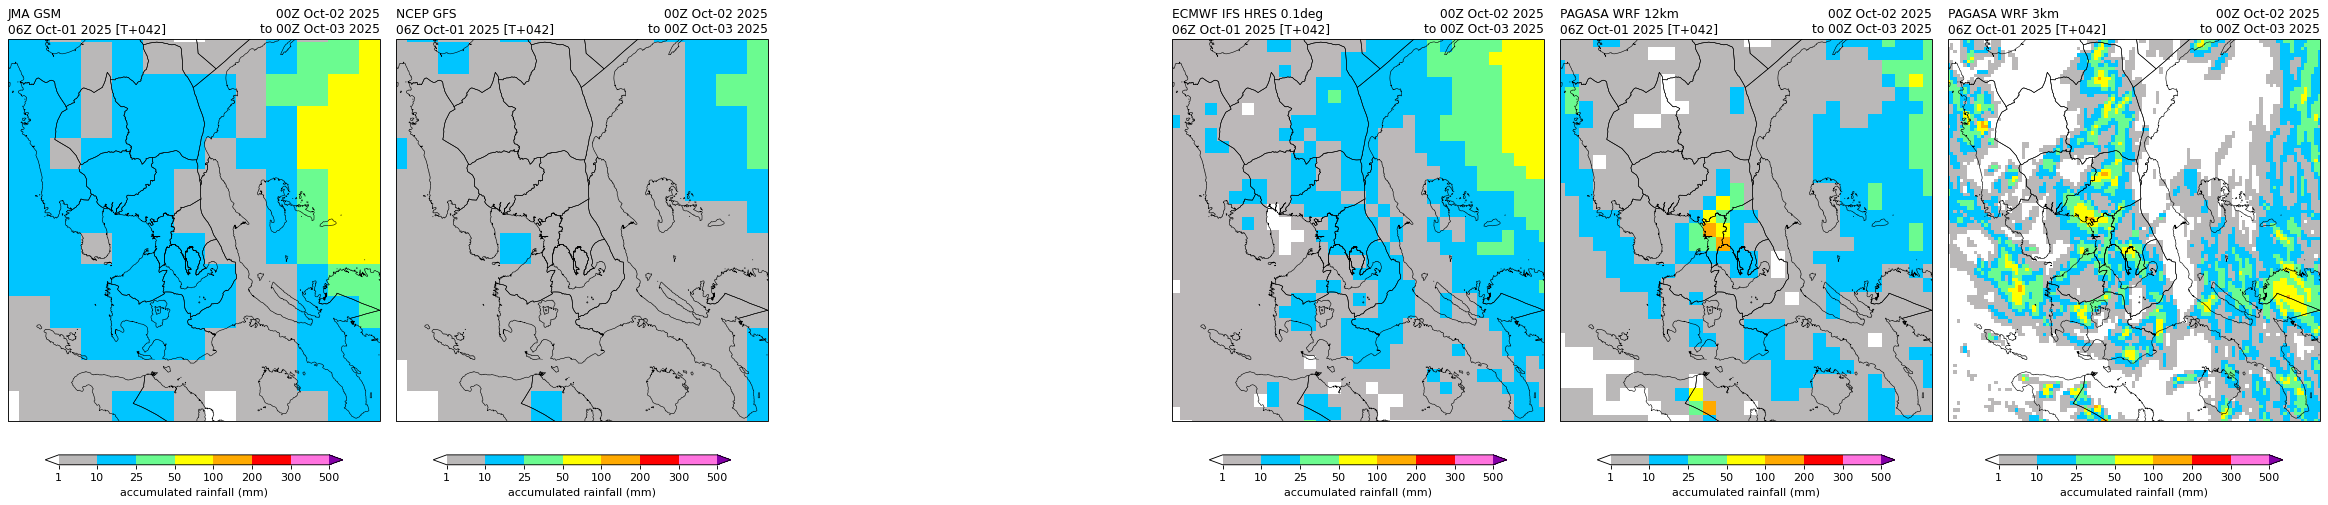 JMA GSM 00Z Oct-02 2025
06Z Oct-01 2025 [T+042] to 00Z Oct-03 2025
1 10 25 50 100 200 300 500
accumulated rainfall (mm)
NCEP GFS 00Z Oct-02 2025
06Z Oct-01 2025 [T+042] to 00Z Oct-03 2025
1 10 25 50 100 200 300 500
accumulated rainfall (mm)
ECMWF IFS HRES 0.1deg 00Z Oct-02 2025
06Z Oct-01 2025 [T+042] to 00Z Oct-03 2025
1 10 25 50 100 200 300 500
accumulated rainfall (mm)
PAGASA WRF 12km 00Z Oct-02 2025
06Z Oct-01 2025 [T+042] to 00Z Oct-03 2025
1 10 25 50 100 200 300 500
accumulated rainfall (mm)
PAGASA WRF 3km 00Z Oct-02 2025
06Z Oct-01 2025 [T+042] to 00Z Oct-03 2025
1 10 25 50 100 200 300 500
accumulated rainfall (mm)